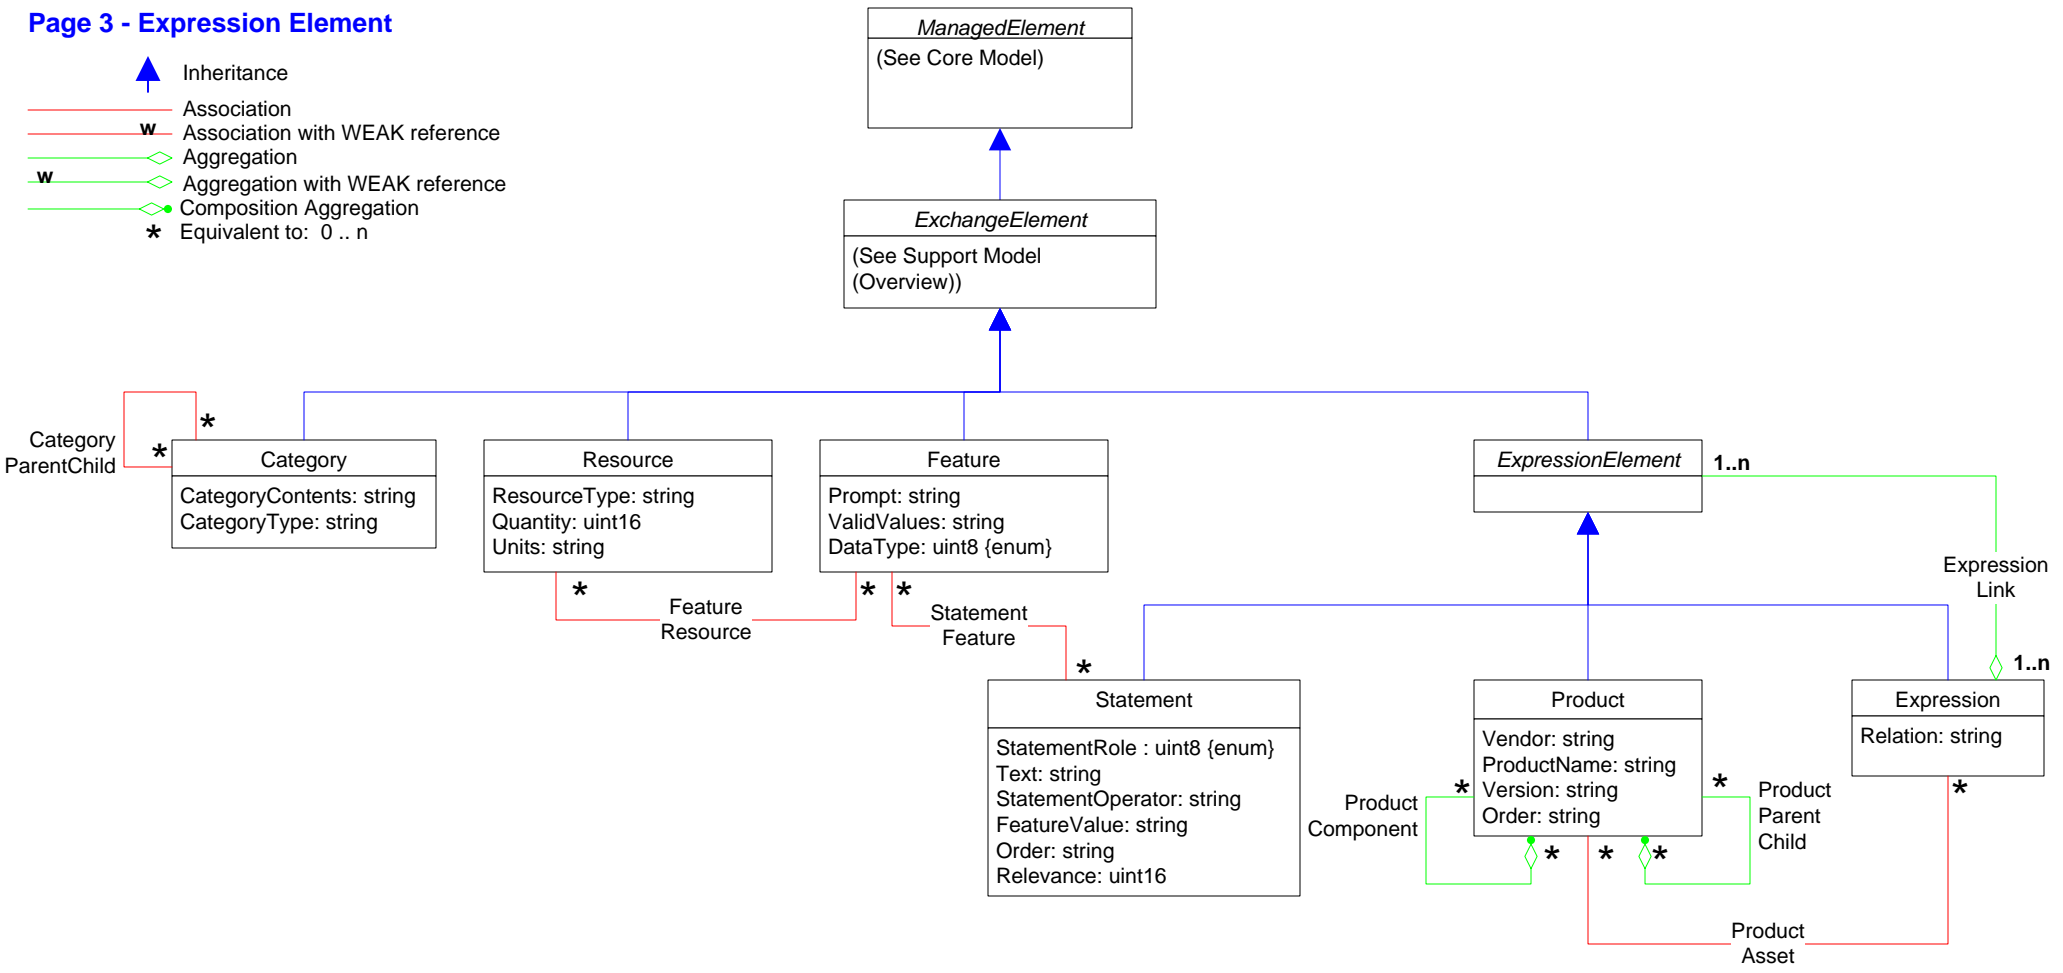 Page 3 - Expression Element
Inheritance
Association
w
Association with WEAK reference
Aggregation
w
Aggregation with WEAK reference
Composition Aggregation
* Equivalent to: 0 .. n
ManagedElement
(See Core Model)
ExchangeElement
(See Support Model
(Overview))
Category
ParentChild
*
*
Category
CategoryContents: string
CategoryType: string
Resource
ResourceType: string
Quantity: uint16
Units: string
Feature
Prompt: string
ValidValues: string
DataType: uint8 {enum}
ExpressionElement
1..n
*
Feature
Resource
*
*
Statement
Feature
*
Expression
Link
1..n
Statement
StatementRole : uint8 {enum}
Text: string
StatementOperator: string
FeatureValue: string
Order: string
Relevance: uint16
Product
Vendor: string
ProductName: string
Version: string
Order: string
Expression
Relation: string
Product
Component
*
*
*
*
*
Product
Parent
Child
*
Product
Asset